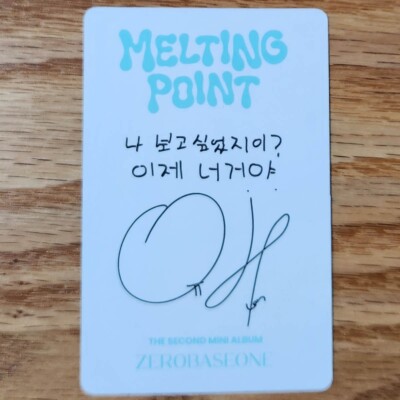 MELTING
POINT
나 보고싶었지이?
이제 너거야
THE SECOND MINI ALBUM
ZEROBASEONE